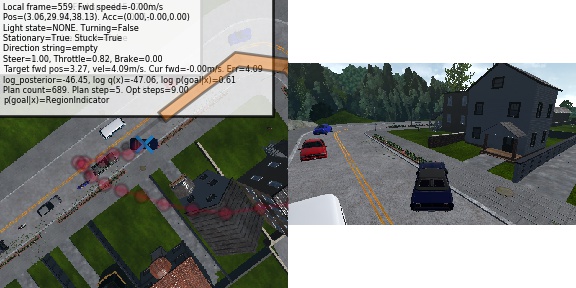 Local frame=559. Fwd speed=-0.00m/s
Pos=(3.06,29.94,38.13). Acc=(0.00,-0.00,0.00)
Light state=NONE. Turning=False
Stationary=True. Stuck=True
Direction string=empty
Steer=1.00, Throttle=0.82, Brake=0.00
Target fwd pos=3.27, vel=4.09m/s. Cur fwd=-0.00m/s. Err=4.09
log_posterior=-46.45, log q(x)=-47.06, log p(goal|x)=0.61
Plan count=689. Plan step=5. Opt steps=9.00
p(goal|x)=RegionIndicator